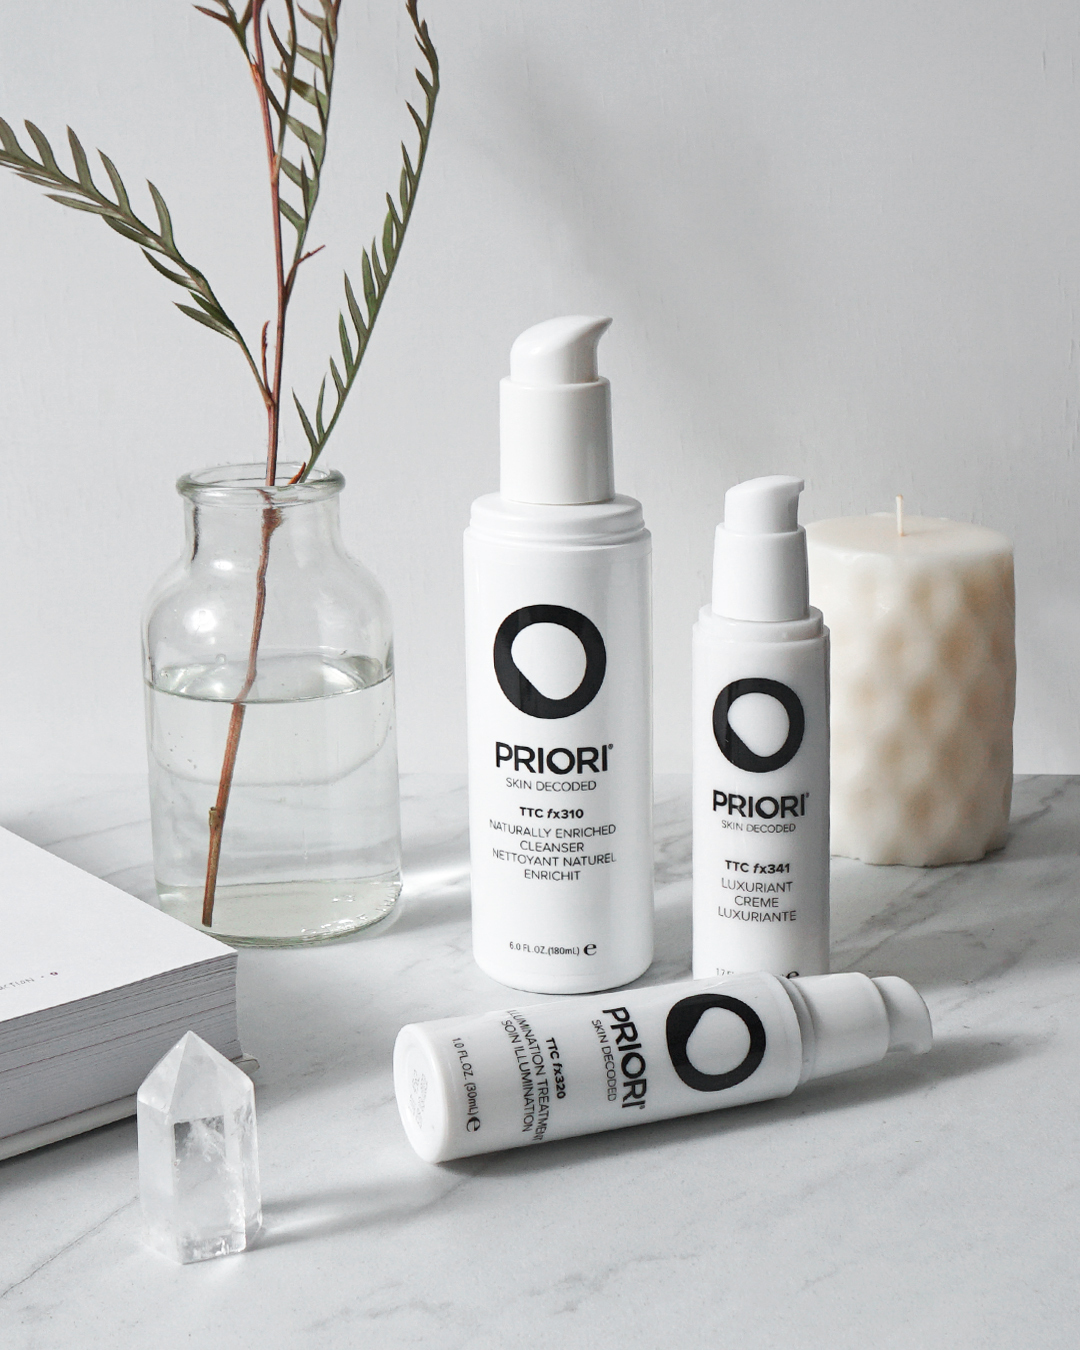 PRIORI®
SKIN DECODED
TTC fx310
NATURALLY ENRICHED
CLEANSER
NETTOYANT NATUREL
ENRICHIT
6.0 FL.OZ.(180mL) e
PRIORI®
SKIN DECODED
TTC fx341
LUXURIANT
CREME
LUXURIANTE
e
PRIORI®
SKIN DECODED
TTC fx320
ILLUMINATION TREATMENT
SOIN ILLUMINATION
1.0 FL.OZ. (30mL) e